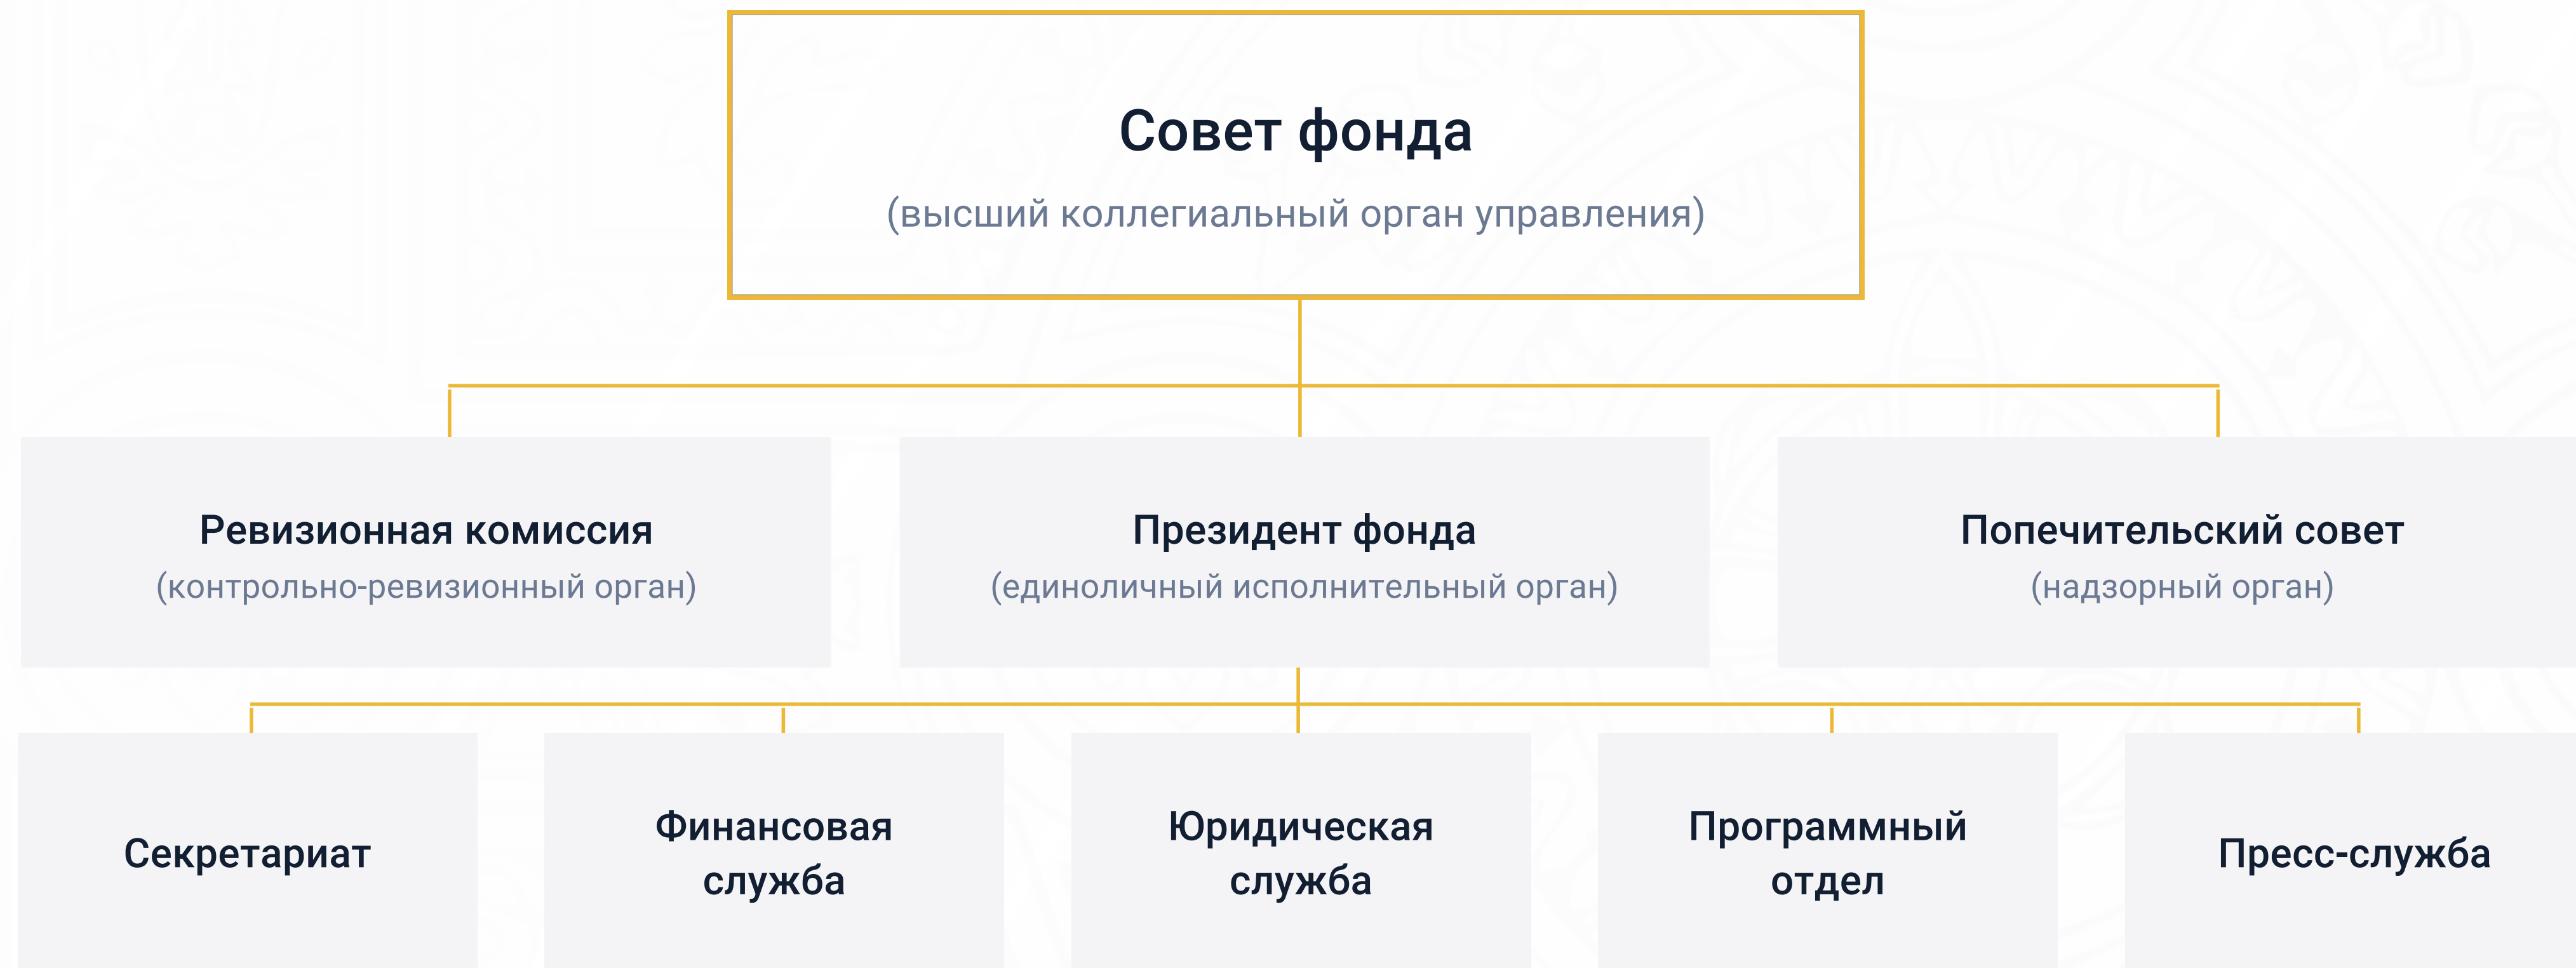 Совет фонда
(высший коллегиальный орган управления)
Ревизионная комиссия
(контрольно-ревизионный орган)
Президент фонда
(единоличный исполнительный орган)
Попечительский совет
(надзорный орган)
Секретариат
Финансовая
служба
Юридическая
служба
Программный
отдел
Пресс-служба